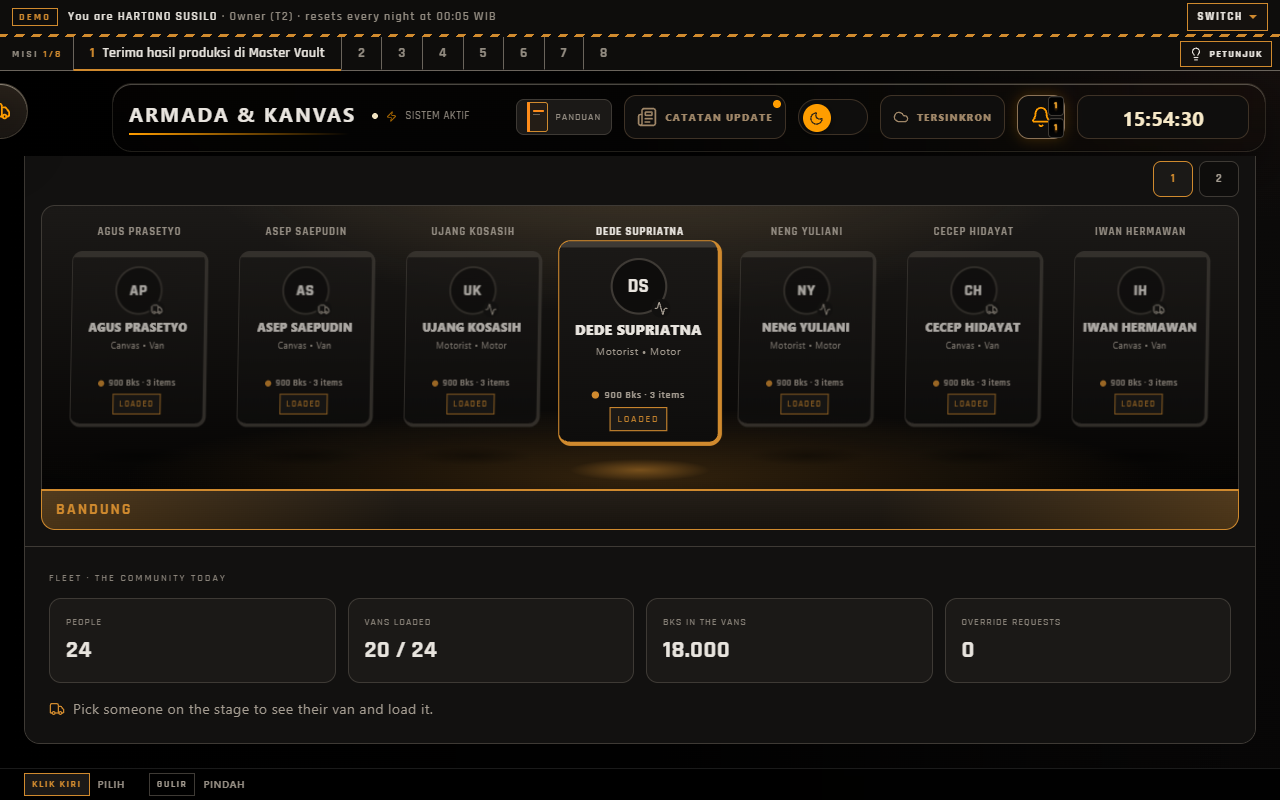 DEMO You are HARTONO SUSILO · Owner (T2) · resets every night at 00:05 WIB SWITCH
MISI 1/8 1 Terima hasil produksi di Master Vault 2 3 4 5 6 7 8 PETUNJUK
ARMADA & KANVAS SISTEM AKTIF PANDUAN CATATAN UPDATE TERSINKRON 1 1 15:54:30
1 2
AGUS PRASETYO ASEP SAEPUDIN UJANG KOSASIH DEDE SUPRIATNA NENG YULIANI CECEP HIDAYAT IWAN HERMAWAN
AP AS UK DS NY CH IH
AGUS PRASETYO ASEP SAEPUDIN UJANG KOSASIH DEDE SUPRIATNA NENG YULIANI CECEP HIDAYAT IWAN HERMAWAN
Canvas • Van Canvas • Van Motorist • Motor Motorist • Motor Motorist • Motor Canvas • Van Canvas • Van
900 Bks · 3 items 900 Bks · 3 items 900 Bks · 3 items 900 Bks · 3 items 900 Bks · 3 items 900 Bks · 3 items 900 Bks · 3 items
LOADED LOADED LOADED LOADED LOADED LOADED LOADED
BANDUNG
FLEET · THE COMMUNITY TODAY
PEOPLE VANS LOADED BKS IN THE VANS OVERRIDE REQUESTS
24 20 / 24 18.000 0
Pick someone on the stage to see their van and load it.
KLIK KIRI PILIH GULIR PINDAH